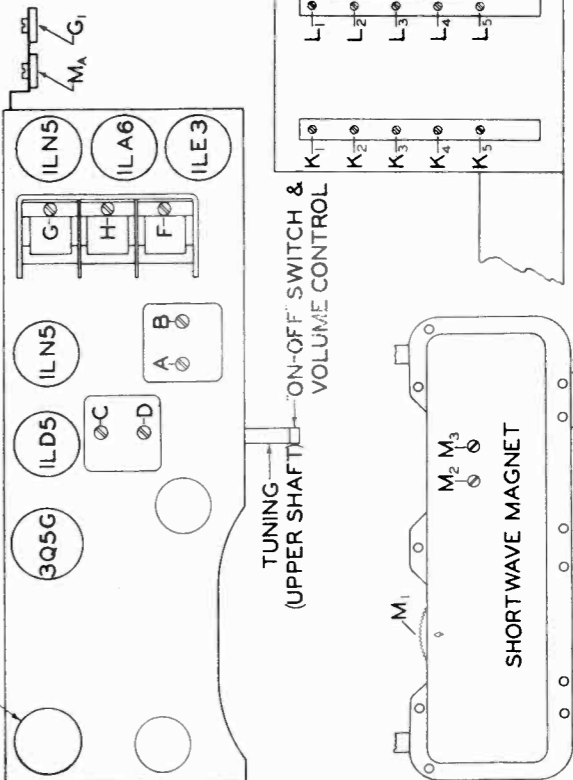 G₁
M_A
1LN5
1LA6
1LE3
G
H
F
1LN5
B
A
1LD5
C
D
3Q5G
TUNING
(UPPER SHAFT)
ON-OFF SWITCH &
VOLUME CONTROL
L₁
L₂
L₃
L₄
L₅
K₁
K₂
K₃
K₄
K₅
M₁
M₂ M₃
SHORTWAVE MAGNET